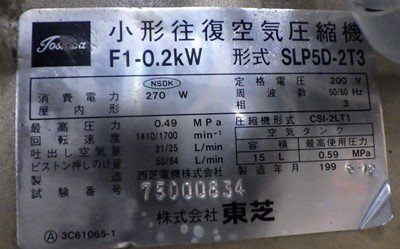 Toshiba
小形往復空気圧縮機
F1-0.2kW 形式 SLP5D-2T3
NSDK
消費電力 270 W
屋内形
定格電圧 200 V
周波数 50/60 Hz
相数 3
最高圧力 0.49 MPa
回転速度 1410/1700 min⁻¹
吐出し空気量 21/25 L/min
ピストン押しのけ量 53/64 L/min
圧縮機形式 CSI-2LT1
空気タンク
容積 最高使用圧力
15 L 0.59 MPa
製造 西芝電機株式会社
製造年月 199
試験番号 75000834
株式会社 東芝
Ⓐ 3C61065-1